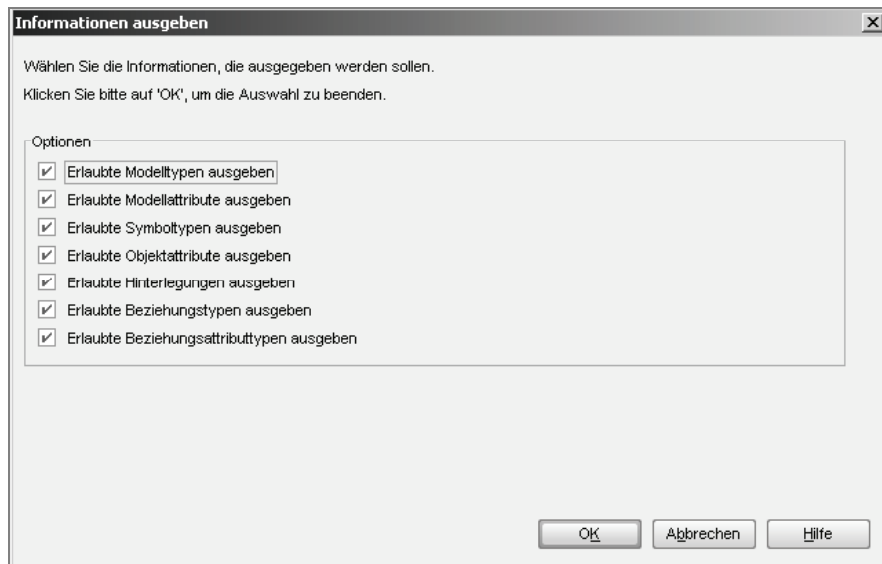 Informationen ausgeben
Wählen Sie die Informationen, die ausgegeben werden sollen.
Klicken Sie bitte auf 'OK', um die Auswahl zu beenden.
Optionen
Erlaubte Modelltypen ausgeben
Erlaubte Modellattribute ausgeben
Erlaubte Symboltypen ausgeben
Erlaubte Objektattribute ausgeben
Erlaubte Hinterlegungen ausgeben
Erlaubte Beziehungstypen ausgeben
Erlaubte Beziehungsattributtypen ausgeben
OK Abbrechen Hilfe